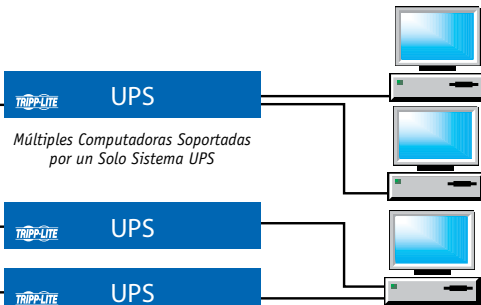 TRIPP·LITE UPS
Múltiples Computadoras Soportadas
por un Solo Sistema UPS
TRIPP·LITE UPS
TRIPP·LITE UPS